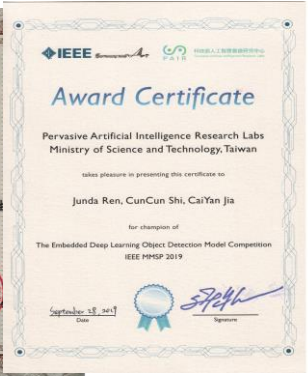 IEEE
PAIR
Award Certificate
Pervasive Artificial Intelligence Research Labs
Ministry of Science and Technology, Taiwan
takes pleasure in presenting this certificate to
Junda Ren, CunCun Shi, CaiYan Jia
for champion of
The Embedded Deep Learning Object Detection Model Competition
IEEE MMSP 2019
September 28, 2019
Date
Signature